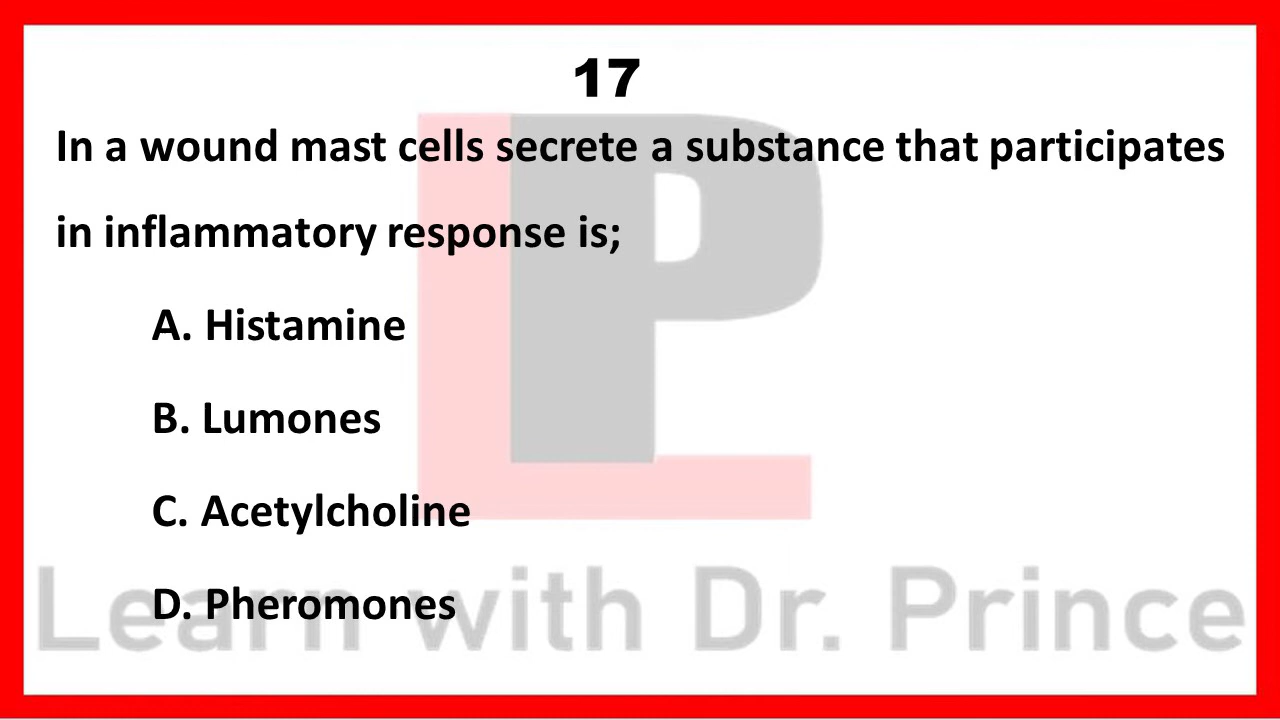 17
In a wound mast cells secrete a substance that participates
in inflammatory response is;
A. Histamine
B. Lumones
C. Acetylcholine
D. Pheromones
LP
Learn with Dr. Prince